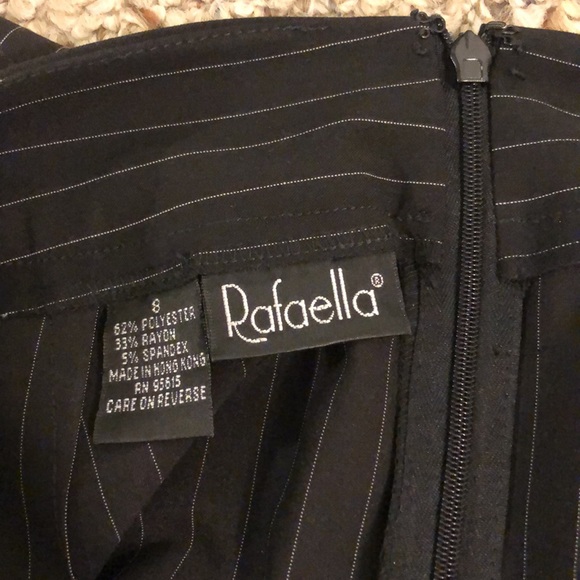 8
62% POLYESTER
33% RAYON
5% SPANDEX
MADE IN HONG KONG
RN 95615
CARE ON REVERSE
Rafaella®